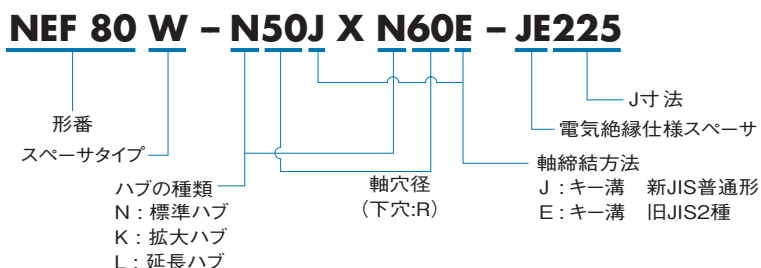 NEF 80 W – N50J X N60E – JE225
J寸法
形番
電気絶縁仕様スペーサ
スペーサタイプ
軸締結方法
ハブの種類
軸穴径
J：キー溝 新JIS普通形
N：標準ハブ
(下穴:R)
E：キー溝 旧JIS2種
K：拡大ハブ
L：延長ハブ